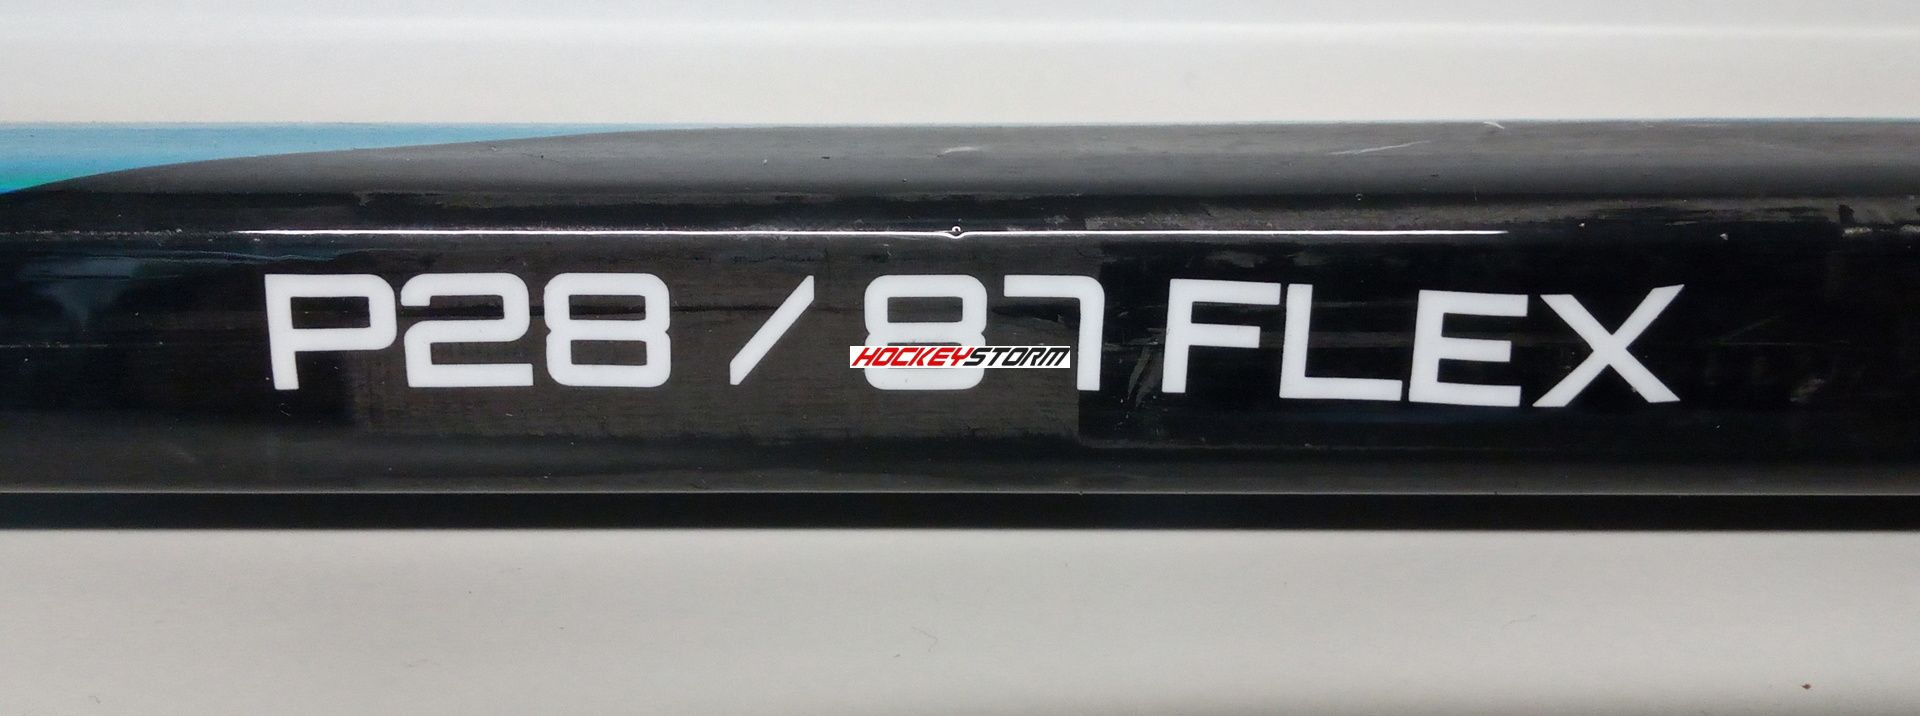 P28 / 87 FLEX
HOCKEYSTORM